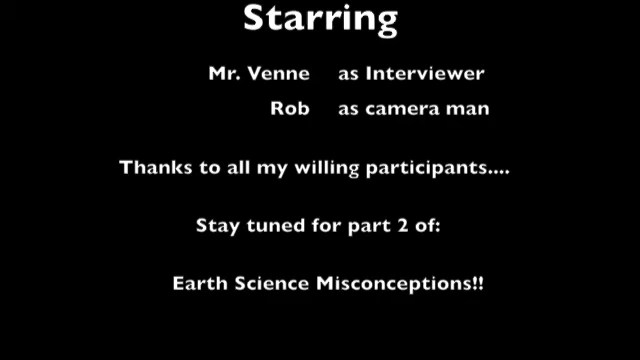 Starring
Mr. Venne as Interviewer
Rob as camera man
Thanks to all my willing participants....
Stay tuned for part 2 of:
Earth Science Misconceptions!!